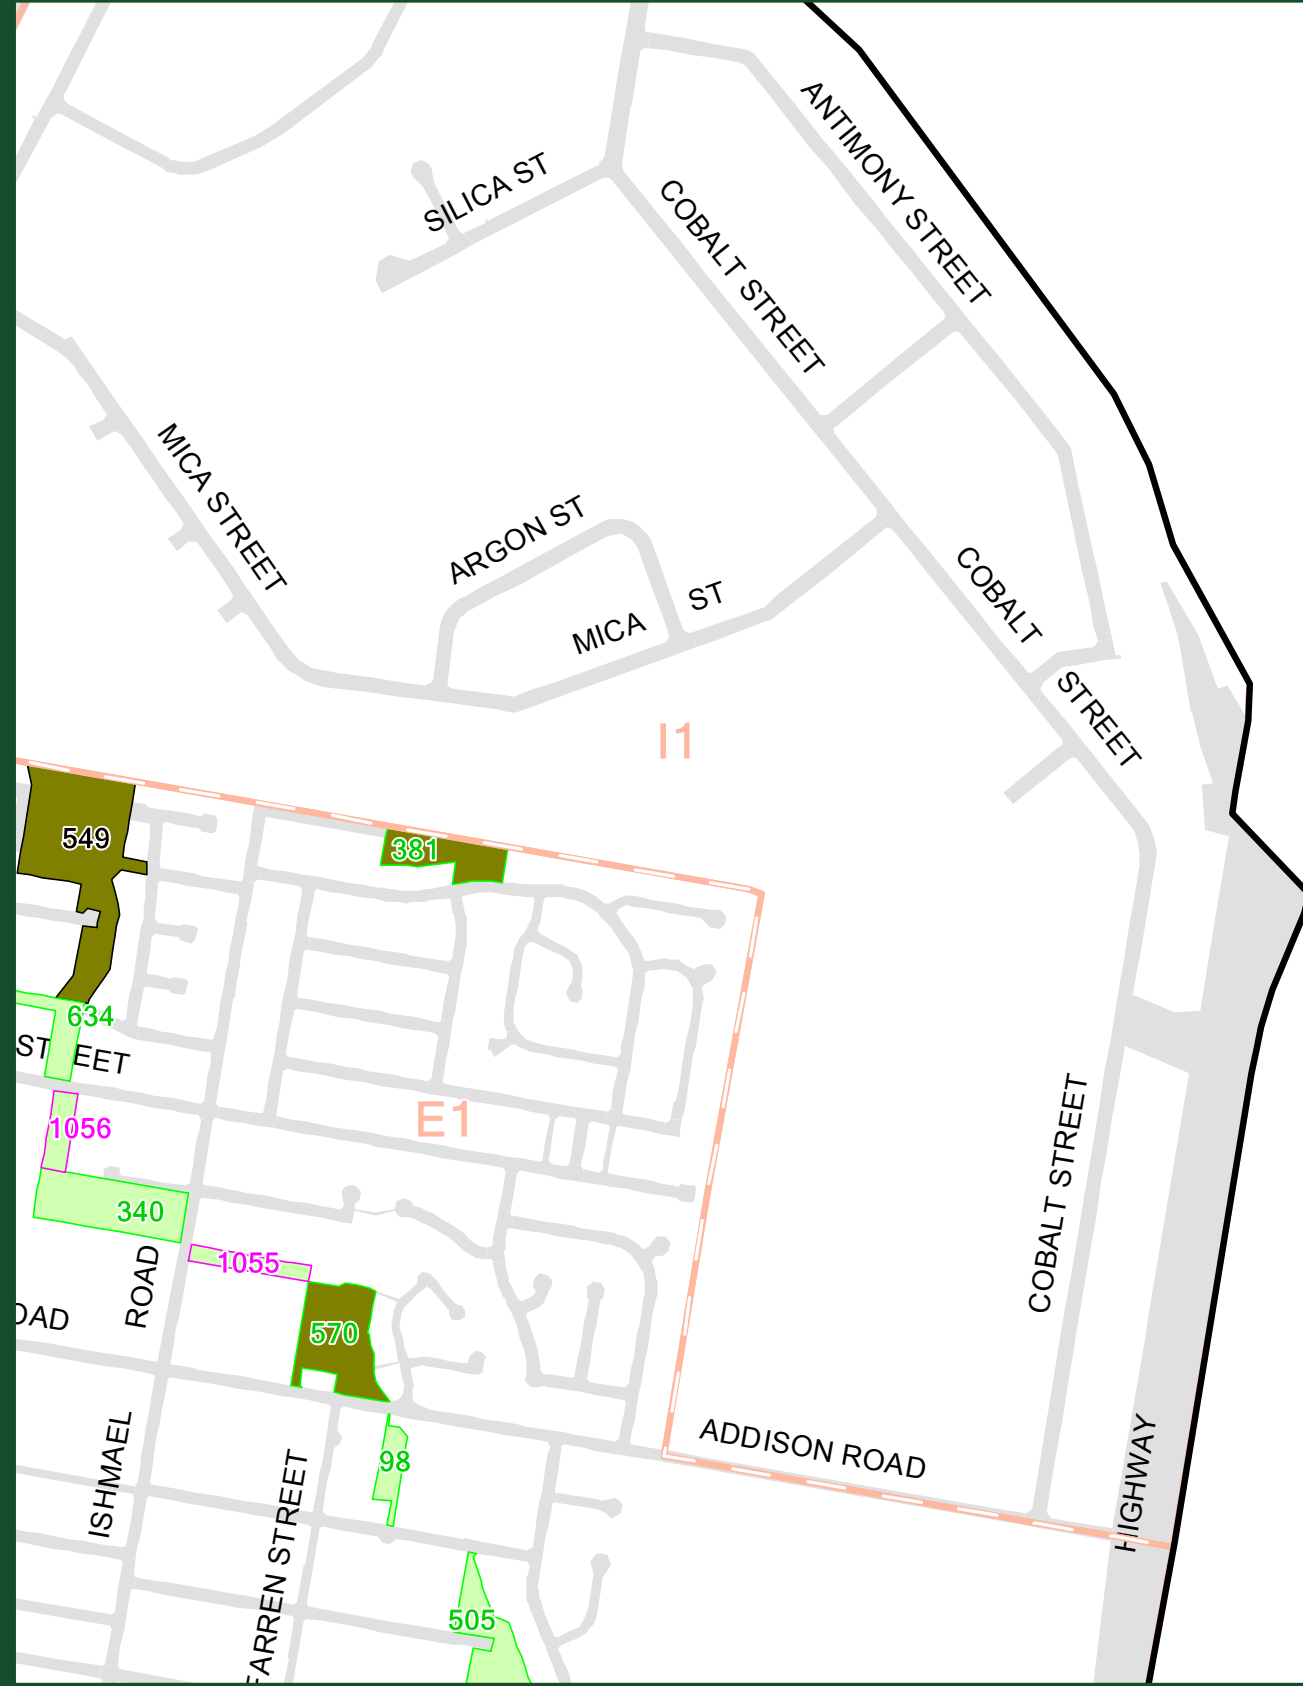 ANTIMONY STREET
SILICA ST
COBALT STREET
MICA STREET
ARGON ST
MICA ST
COBALT STREET
I1
549
381
634
ST EET
1056
E1
340
1055
ROAD
OAD
570
COBALT STREET
ADDISON ROAD
98
ISHMAEL
HIGHWAY
FARREN STREET
505